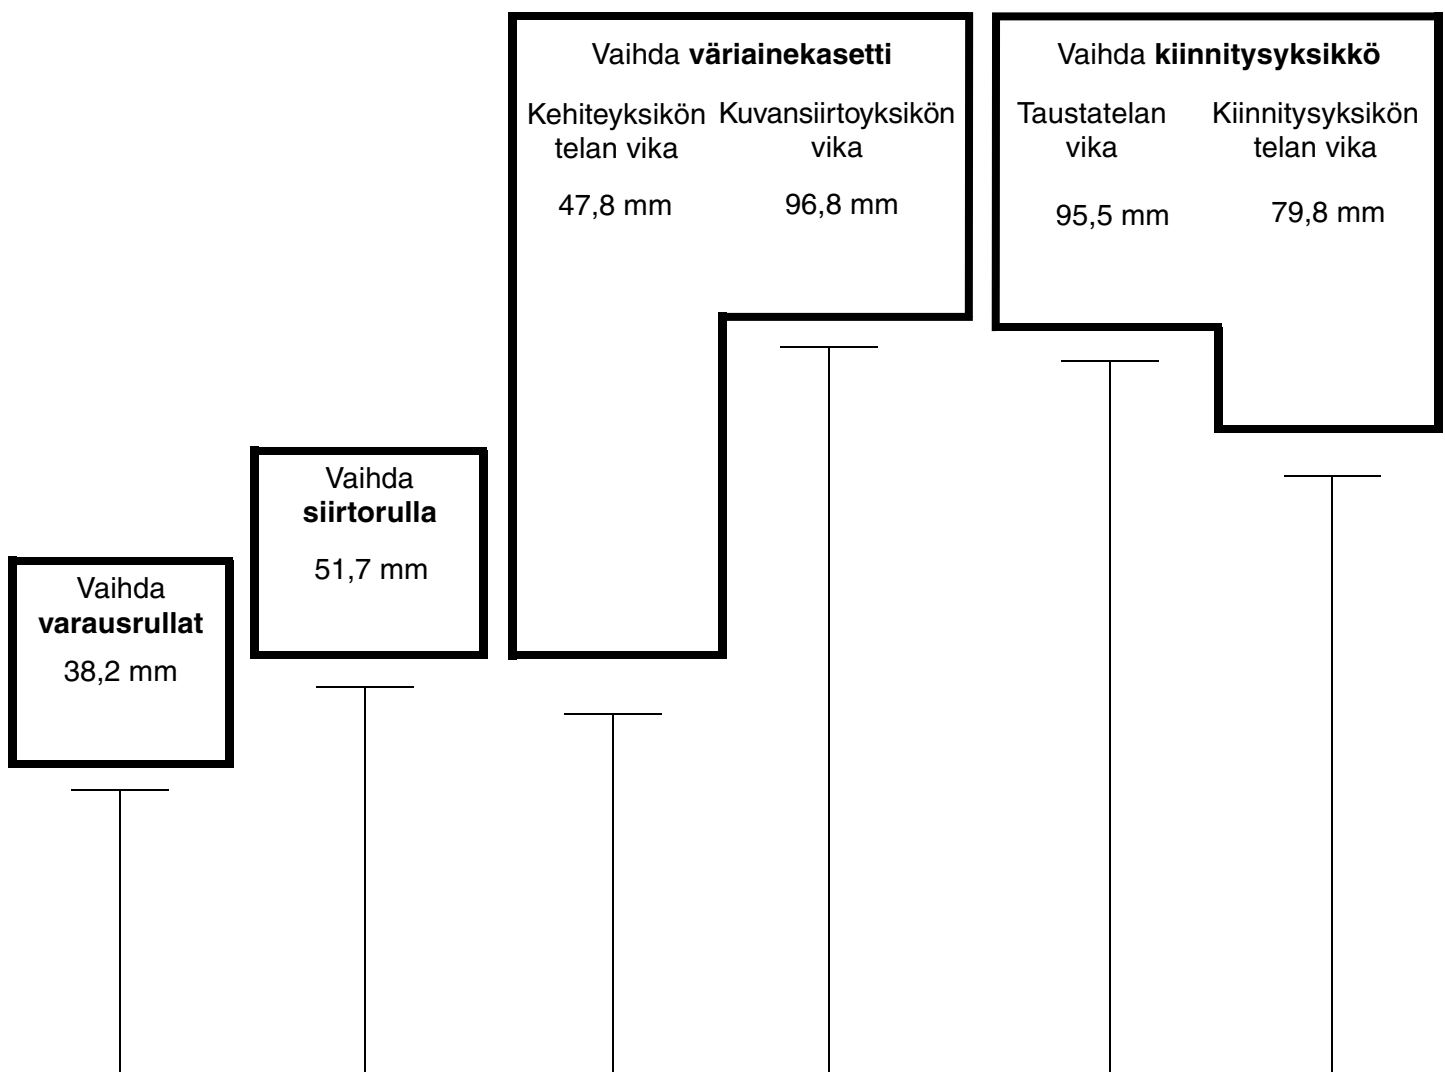 Vaihda väriainekasetti
Kehiteyksikön
telan vika
47,8 mm
Kuvansiirtoyksikön
vika
96,8 mm
Vaihda kiinnitysyksikkö
Taustatelan
vika
95,5 mm
Kiinnitysyksikön
telan vika
79,8 mm
Vaihda
siirtorulla
51,7 mm
Vaihda
varausrullat
38,2 mm